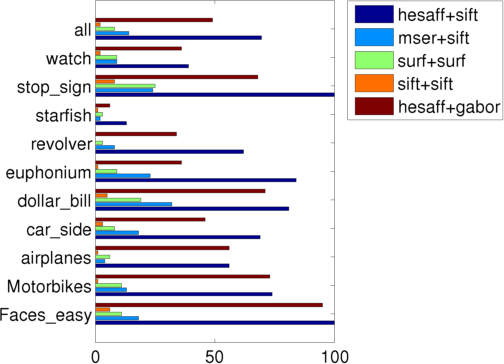 all
watch
stop_sign
starfish
revolver
euphonium
dollar_bill
car_side
airplanes
Motorbikes
Faces_easy
0 50 100
hesaff+sift
mser+sift
surf+surf
sift+sift
hesaff+gabor